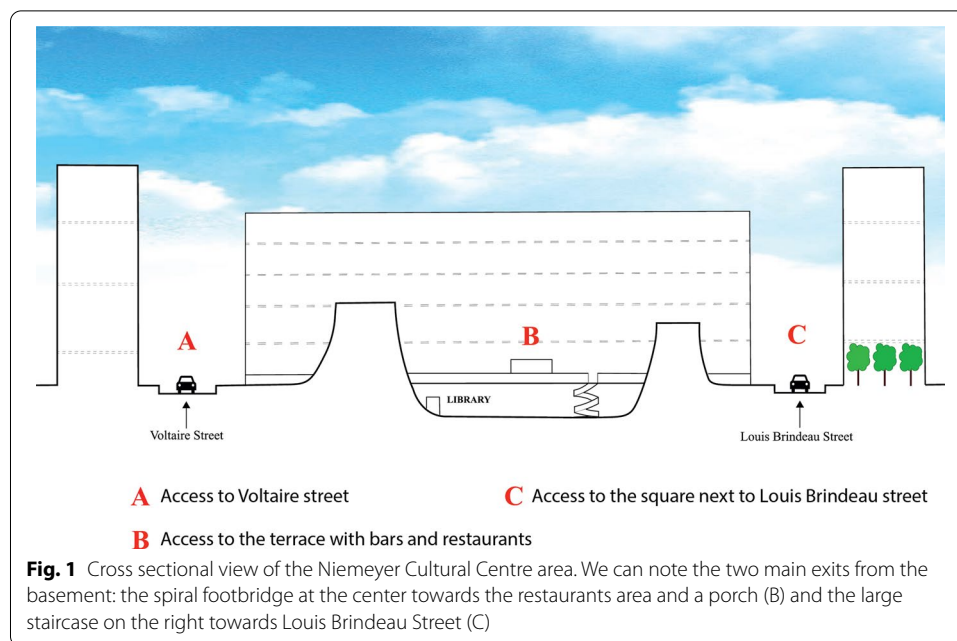 A
B
C
LIBRARY
Voltaire Street
Louis Brindeau Street
A Access to Voltaire street
C Access to the square next to Louis Brindeau street
B Access to the terrace with bars and restaurants
Fig. 1 Cross sectional view of the Niemeyer Cultural Centre area. We can note the two main exits from the
basement: the spiral footbridge at the center towards the restaurants area and a porch (B) and the large
staircase on the right towards Louis Brindeau Street (C)